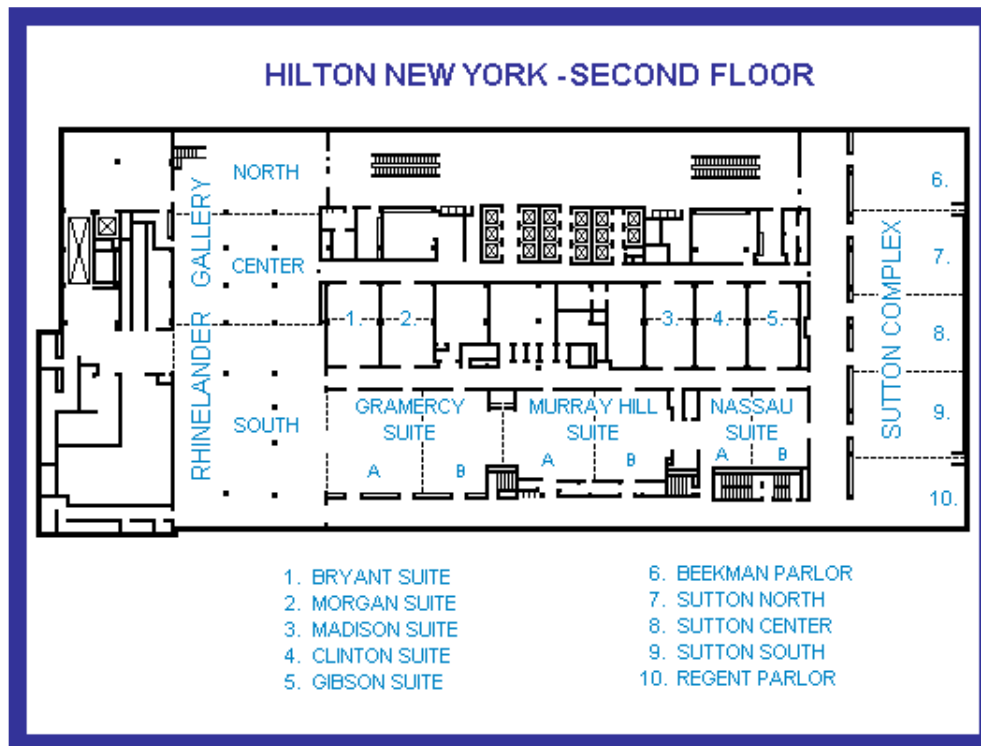 HILTON NEW YORK - SECOND FLOOR
NORTH
6.
RHINELANDER GALLERY
CENTER
7.
SUTTON COMPLEX
1.
2.
3.
4.
5.
8.
GRAMERCY
SUITE
MURRAY HILL
SUITE
NASSAU
SUITE
SOUTH
9.
A
B
A
B
A
B
10.
1. BRYANT SUITE
2. MORGAN SUITE
3. MADISON SUITE
4. CLINTON SUITE
5. GIBSON SUITE
6. BEEKMAN PARLOR
7. SUTTON NORTH
8. SUTTON CENTER
9. SUTTON SOUTH
10. REGENT PARLOR